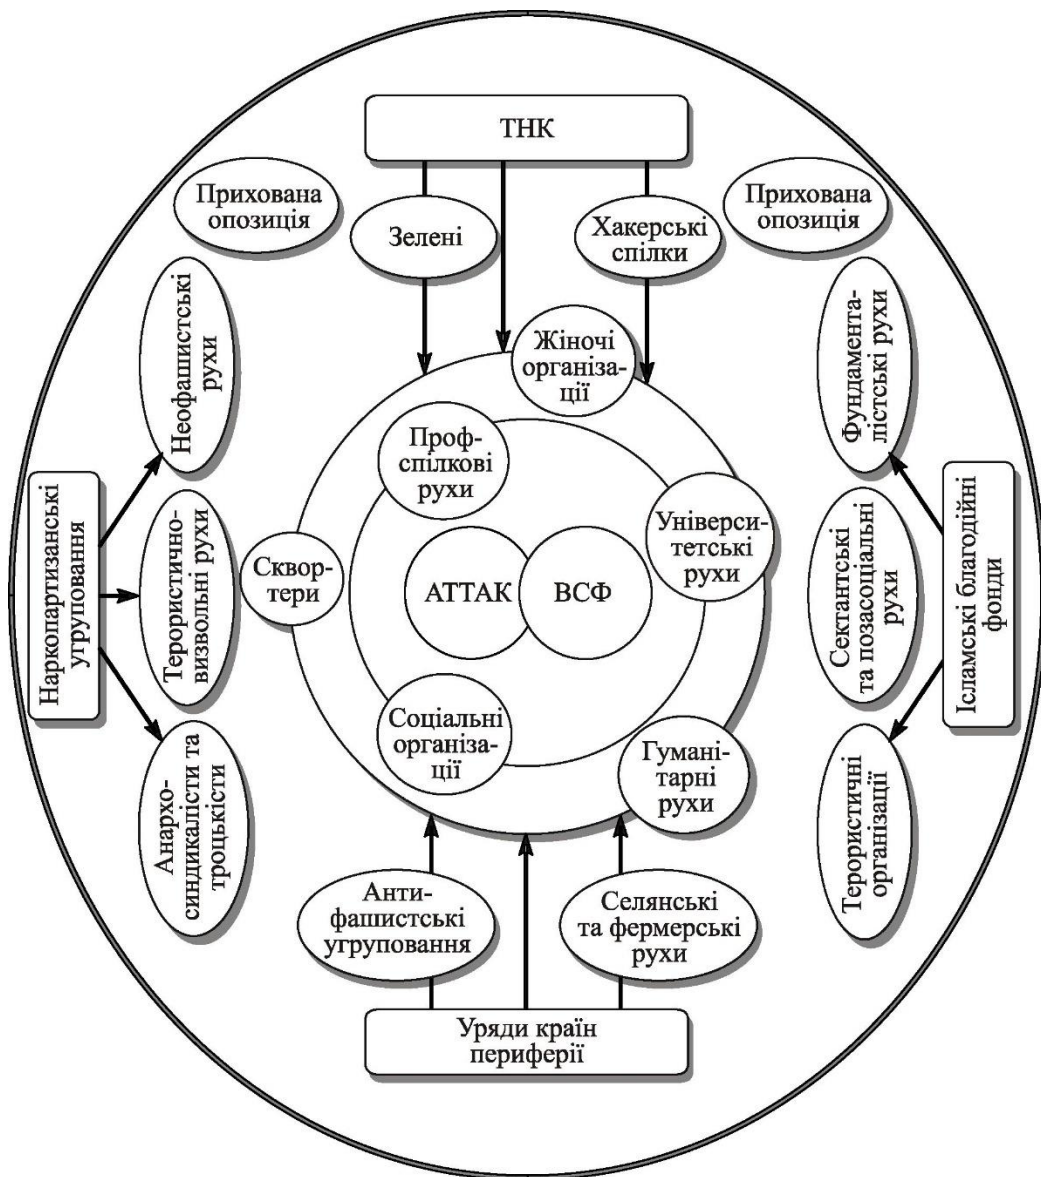 ТНК
Прихована
опозиція
Зелені
Хакерські
спілки
Прихована
опозиція
Неофашистські
рухи
Жіночі
організа-
ції
Фундамента-
лістські рухи
Проф-
спілкові
рухи
Наркопартизанські
угруповання
Терористично-
визвольні рухи
Сквор-
тери
АТТАК
ВСФ
Універси-
тетські
рухи
Сектантські
та позасоціальні
рухи
Ісламські благодійні
фонди
Соціальні
організа-
ції
Гумані-
тарні
рухи
Анархо-
синдикалісти та
троцькісти
Терористичні
організації
Анти-
фашистські
угруповання
Селянські
та фермерські
рухи
Уряди країн
периферії